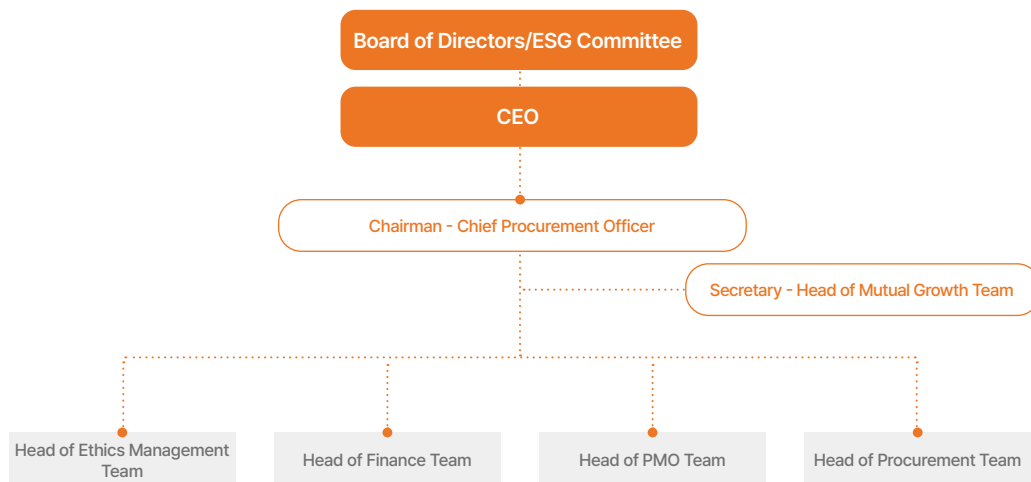 Board of Directors/ESG Committee
CEO
Chairman - Chief Procurement Officer
Secretary - Head of Mutual Growth Team
Head of Ethics Management
Team
Head of Finance Team
Head of PMO Team
Head of Procurement Team